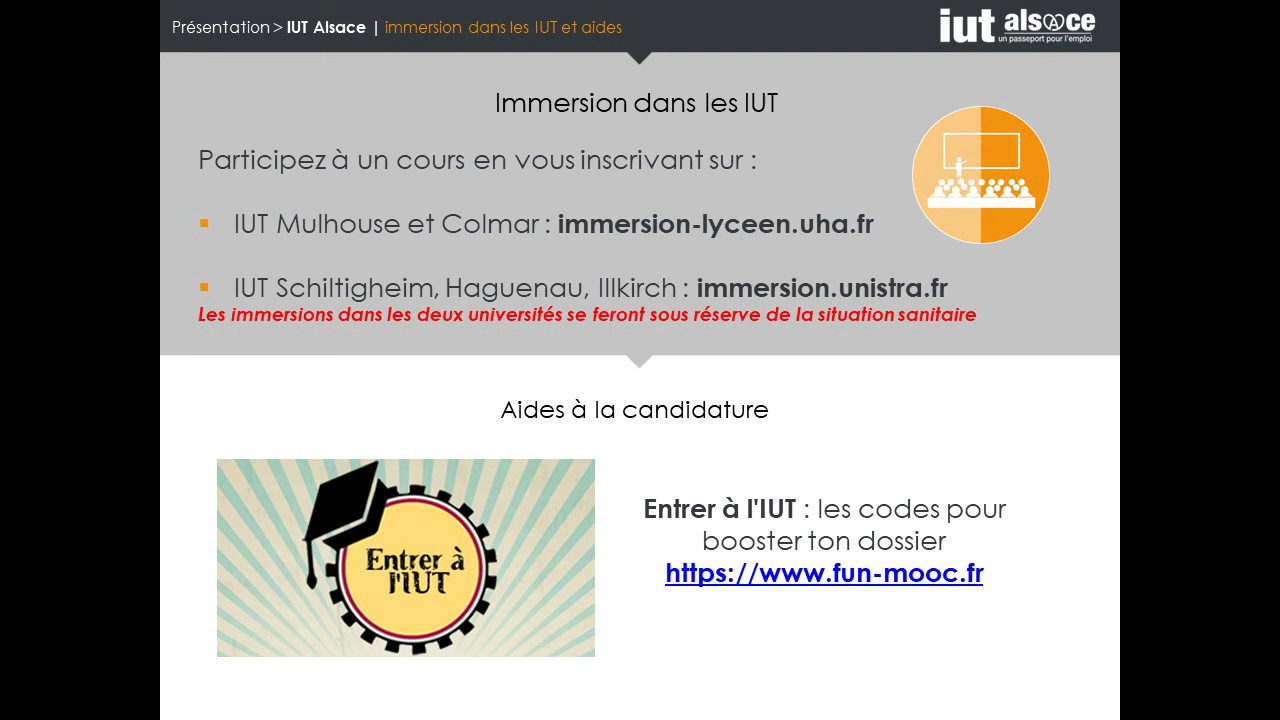 Présentation > IUT Alsace | immersion dans les IUT et aides
iut alsace
un passeport pour l'emploi
Immersion dans les IUT
Participez à un cours en vous inscrivant sur :
▪ IUT Mulhouse et Colmar : immersion-lyceen.uha.fr
▪ IUT Schiltigheim, Haguenau, Illkirch : immersion.unistra.fr
Les immersions dans les deux universités se feront sous réserve de la situation sanitaire
Aides à la candidature
Entrer à
l'IUT
Entrer à l'IUT : les codes pour
booster ton dossier
https://www.fun-mooc.fr